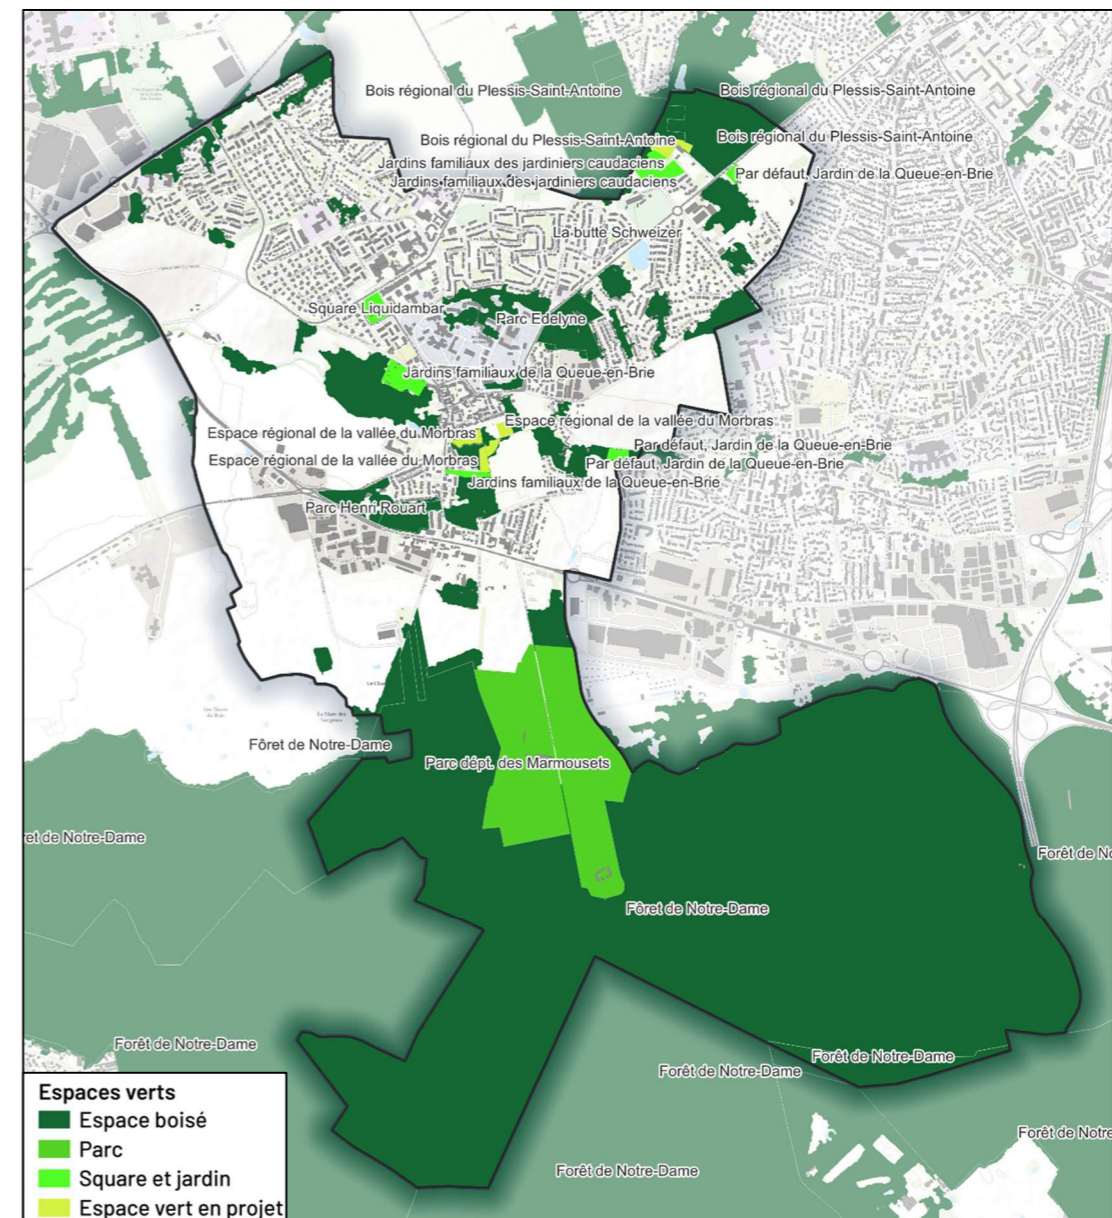 Bois régional du Plessis-Saint-Antoine
Bois régional du Plessis-Saint-Antoine
Bois régional du Plessis-Saint-Antoine
Bois régional du Plessis-Saint-Antoine
Jardins familiaux des jardiniers caudaciens
Par défaut, Jardin de la Queue-en-Brie
Jardins familiaux des jardiniers caudaciens
La butte Schweizer
Square Liquidambar
Parc Edelyne
Jardins familiaux de la Queue-en-Brie
Espace régional de la vallée du Morbras
Espace régional de la vallée du Morbras
Par défaut, Jardin de la Queue-en-Brie
Espace régional de la vallée du Morbras
Par défaut, Jardin de la Queue-en-Brie
Jardins familiaux de la Queue-en-Brie
Parc Henri Rouart
Fôret de Notre-Dame
Parc dépt. des Marmousets
ret de Notre-Dame
Forêt de No
Fôret de Notre-Dame
Forêt de Notre-Dame
Forêt de Notre-Dame
Forêt de Notre-Dame
Forêt de Notre
Forêt de Notre-Dame
Espaces verts
Espace boisé
Parc
Square et jardin
Espace vert en projet